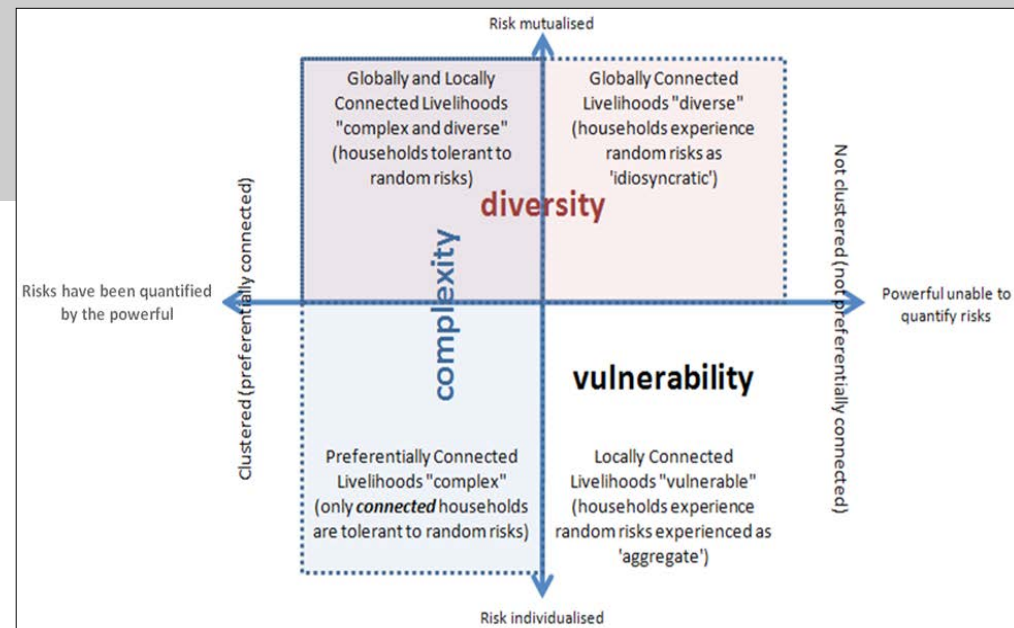 Risk mutualised
Globally and Locally
Connected Livelihoods
"complex and diverse"
(households tolerant to
random risks)
Globally Connected
Livelihoods "diverse"
(households experience
random risks as
'idiosyncratic')
diversity
complexity
Clustered (preferentially connected)
Not clustered (not preferentially connected)
Risks have been quantified
by the powerful
Powerful unable to
quantify risks
vulnerability
Preferentially Connected
Livelihoods "complex"
(only connected households
are tolerant to random risks)
Locally Connected
Livelihoods "vulnerable"
(households experience
random risks experienced as
'aggregate')
Risk individualised